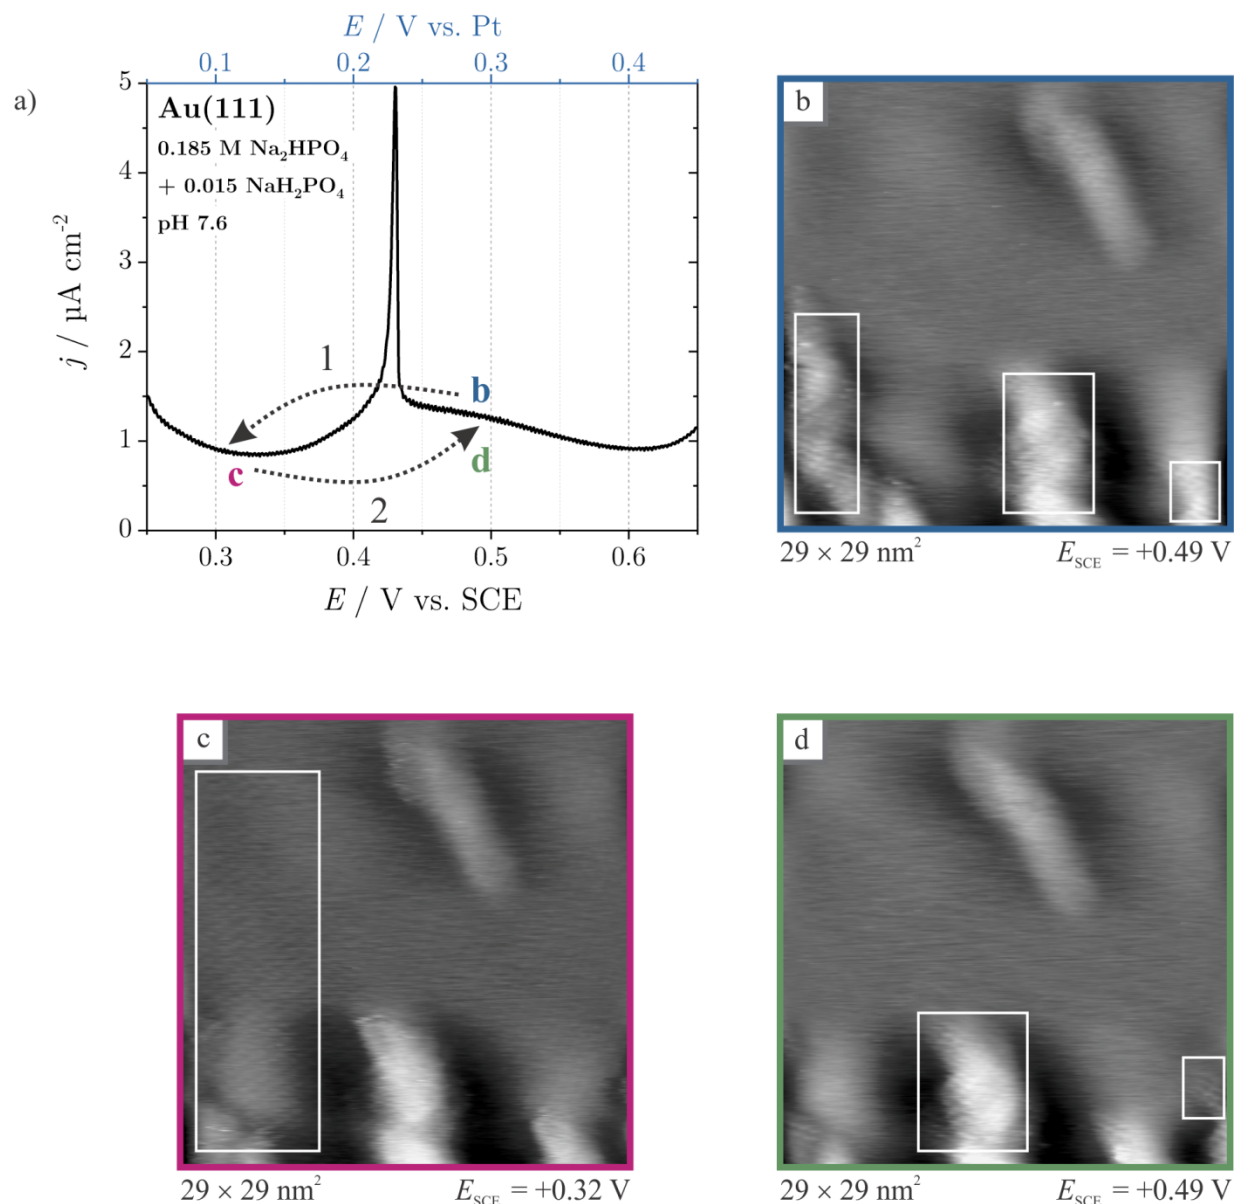 E / V vs. Pt
0.1 0.2 0.3 0.4
a)
5
4
3
2
1
0
j / µA cm⁻²
Au(111)
0.185 M Na₂HPO₄
+ 0.015 NaH₂PO₄
pH 7.6
1
b
c
d
2
0.3 0.4 0.5 0.6
E / V vs. SCE
b
29 × 29 nm² E_SCE = +0.49 V
c
29 × 29 nm² E_SCE = +0.32 V
d
29 × 29 nm² E_SCE = +0.49 V